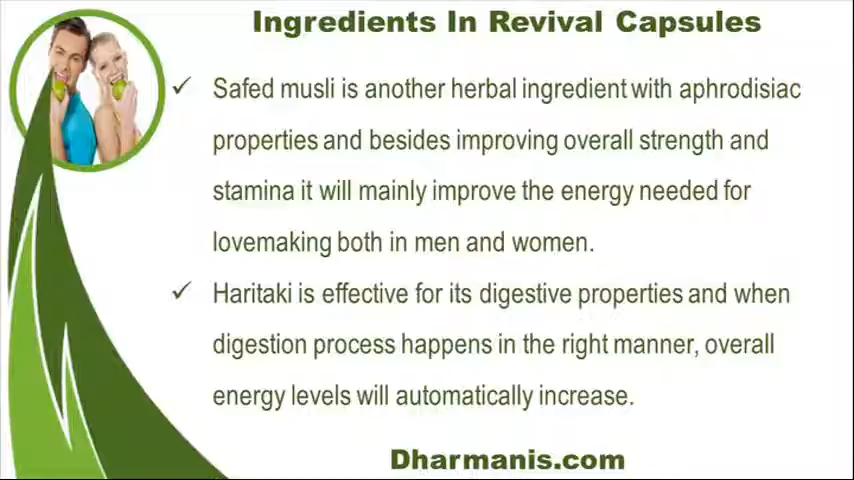 Ingredients In Revival Capsules
✓ Safed musli is another herbal ingredient with aphrodisiac
properties and besides improving overall strength and
stamina it will mainly improve the energy needed for
lovemaking both in men and women.
✓ Haritaki is effective for its digestive properties and when
digestion process happens in the right manner, overall
energy levels will automatically increase.
Dharmanis.com